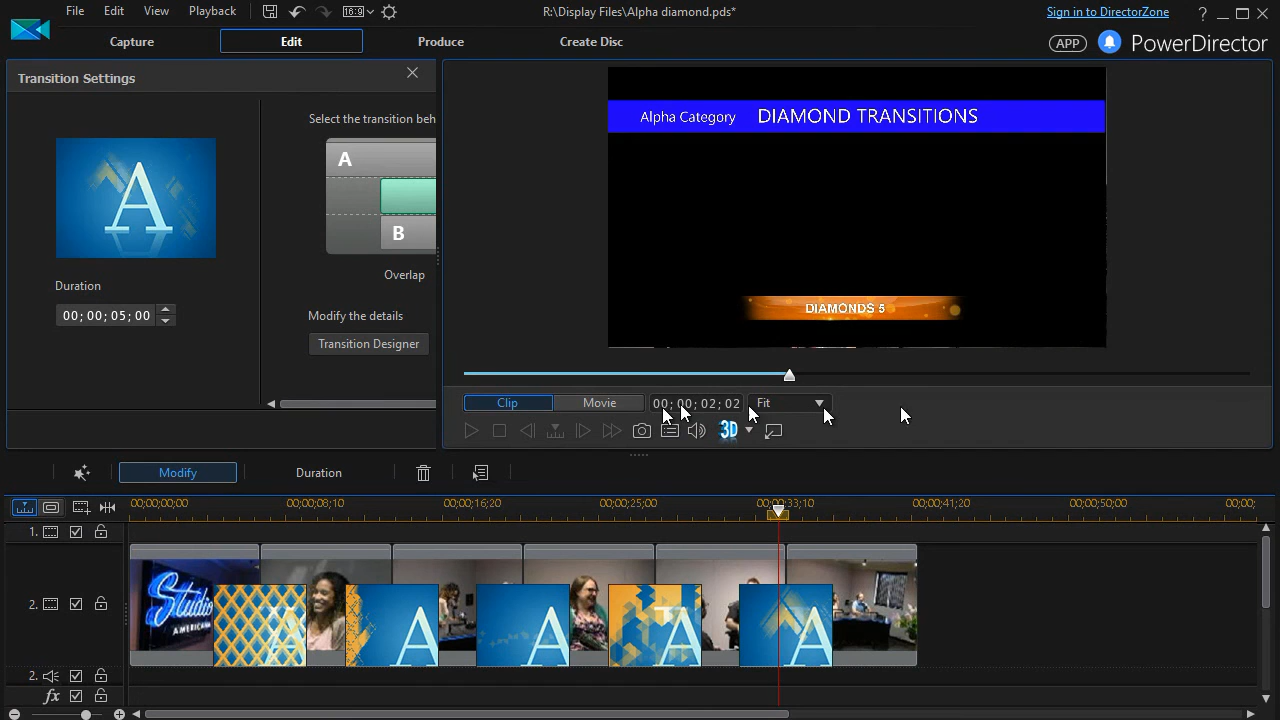 File Edit View Playback 16:9 R:\Display Files\Alpha diamond.pds* Sign in to DirectorZone ?
Capture Edit Produce Create Disc APP PowerDirector
Transition Settings
Select the transition beh
A
A
B
Overlap
Duration
00;00;05;00
Modify the details
Transition Designer
Alpha Category DIAMOND TRANSITIONS
DIAMONDS 5
Clip Movie 00;00;02;02 Fit
3D
Modify Duration
00;00;00;00 00;00;08;10 00;00;16;20 00;00;25;00 00;00;33;10 00;00;41;20 00;00;50;00 00;00;
1.
2.
Studio
AMERICA
A A A A A
2.
fx